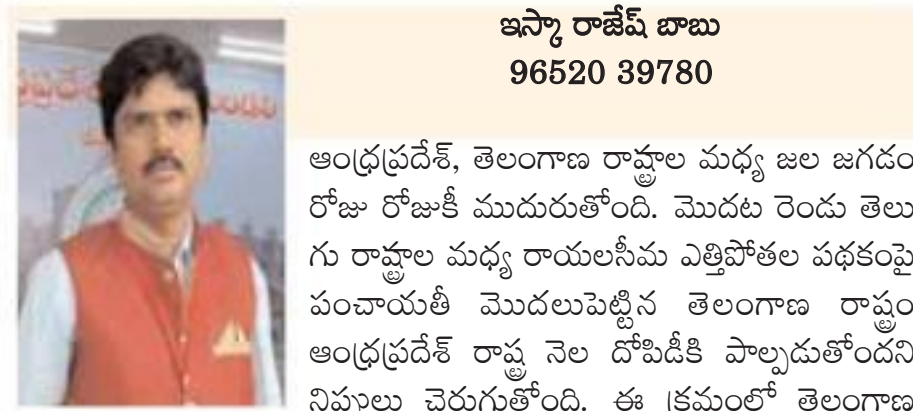 ఇస్కా రాజేష్ బాబు
96520 39780
ఆంధ్రప్రదేశ్, తెలంగాణ రాష్ట్రాల మధ్య జల జగడం
రోజు రోజుకీ ముదురుతోంది. మొదట రెండు తెలు
గు రాష్ట్రాల మధ్య రాయలసీమ ఎత్తిపోతల పథకంపై
పంచాయతీ మొదలుపెట్టిన తెలంగాణ రాష్ట్రం
ఆంధ్రప్రదేశ్ రాష్ట్ర నెల దోపిడీకి పాల్పడుతోందని
నిప్పులు చెరుగుతోంది. ఈ క్రమంలో తెలంగాణ